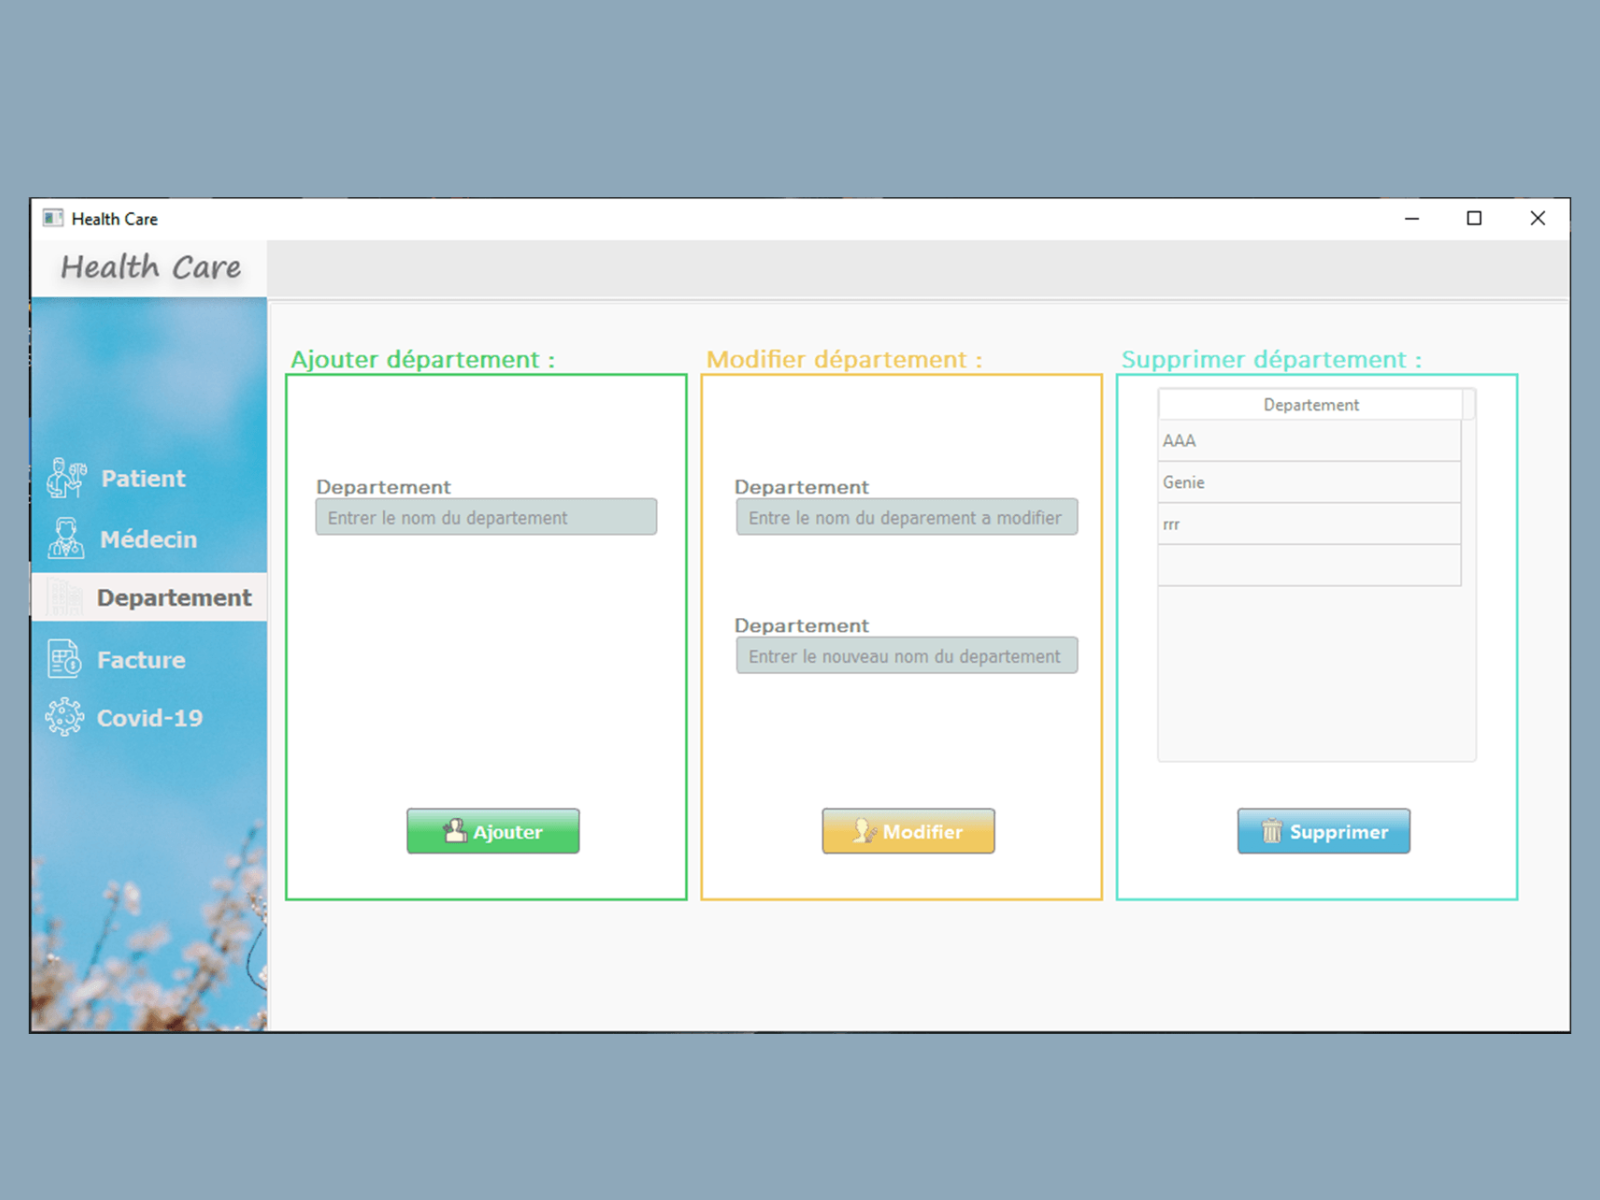 Health Care
Health Care
Patient
Médecin
Departement
Facture
Covid-19
Ajouter département :
Departement
Entrer le nom du departement
Ajouter
Modifier département :
Departement
Entre le nom du deparement a modifier
Departement
Entrer le nouveau nom du departement
Modifier
Supprimer département :
Departement
AAA
Genie
rrr
Supprimer